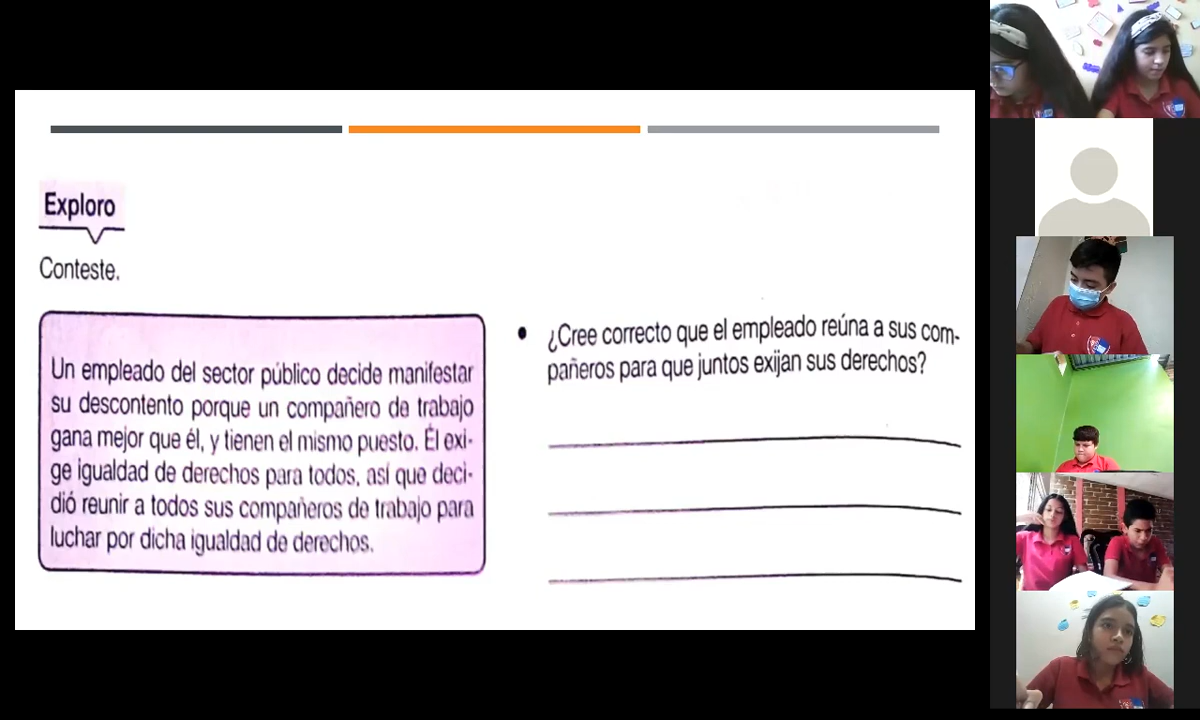 Exploro
Conteste.
Un empleado del sector público decide manifestar
su descontento porque un compañero de trabajo
gana mejor que él, y tienen el mismo puesto. Él exi-
ge igualdad de derechos para todos, así que deci-
dió reunir a todos sus compañeros de trabajo para
luchar por dicha igualdad de derechos.
¿Cree correcto que el empleado reúna a sus com-
pañeros para que juntos exijan sus derechos?